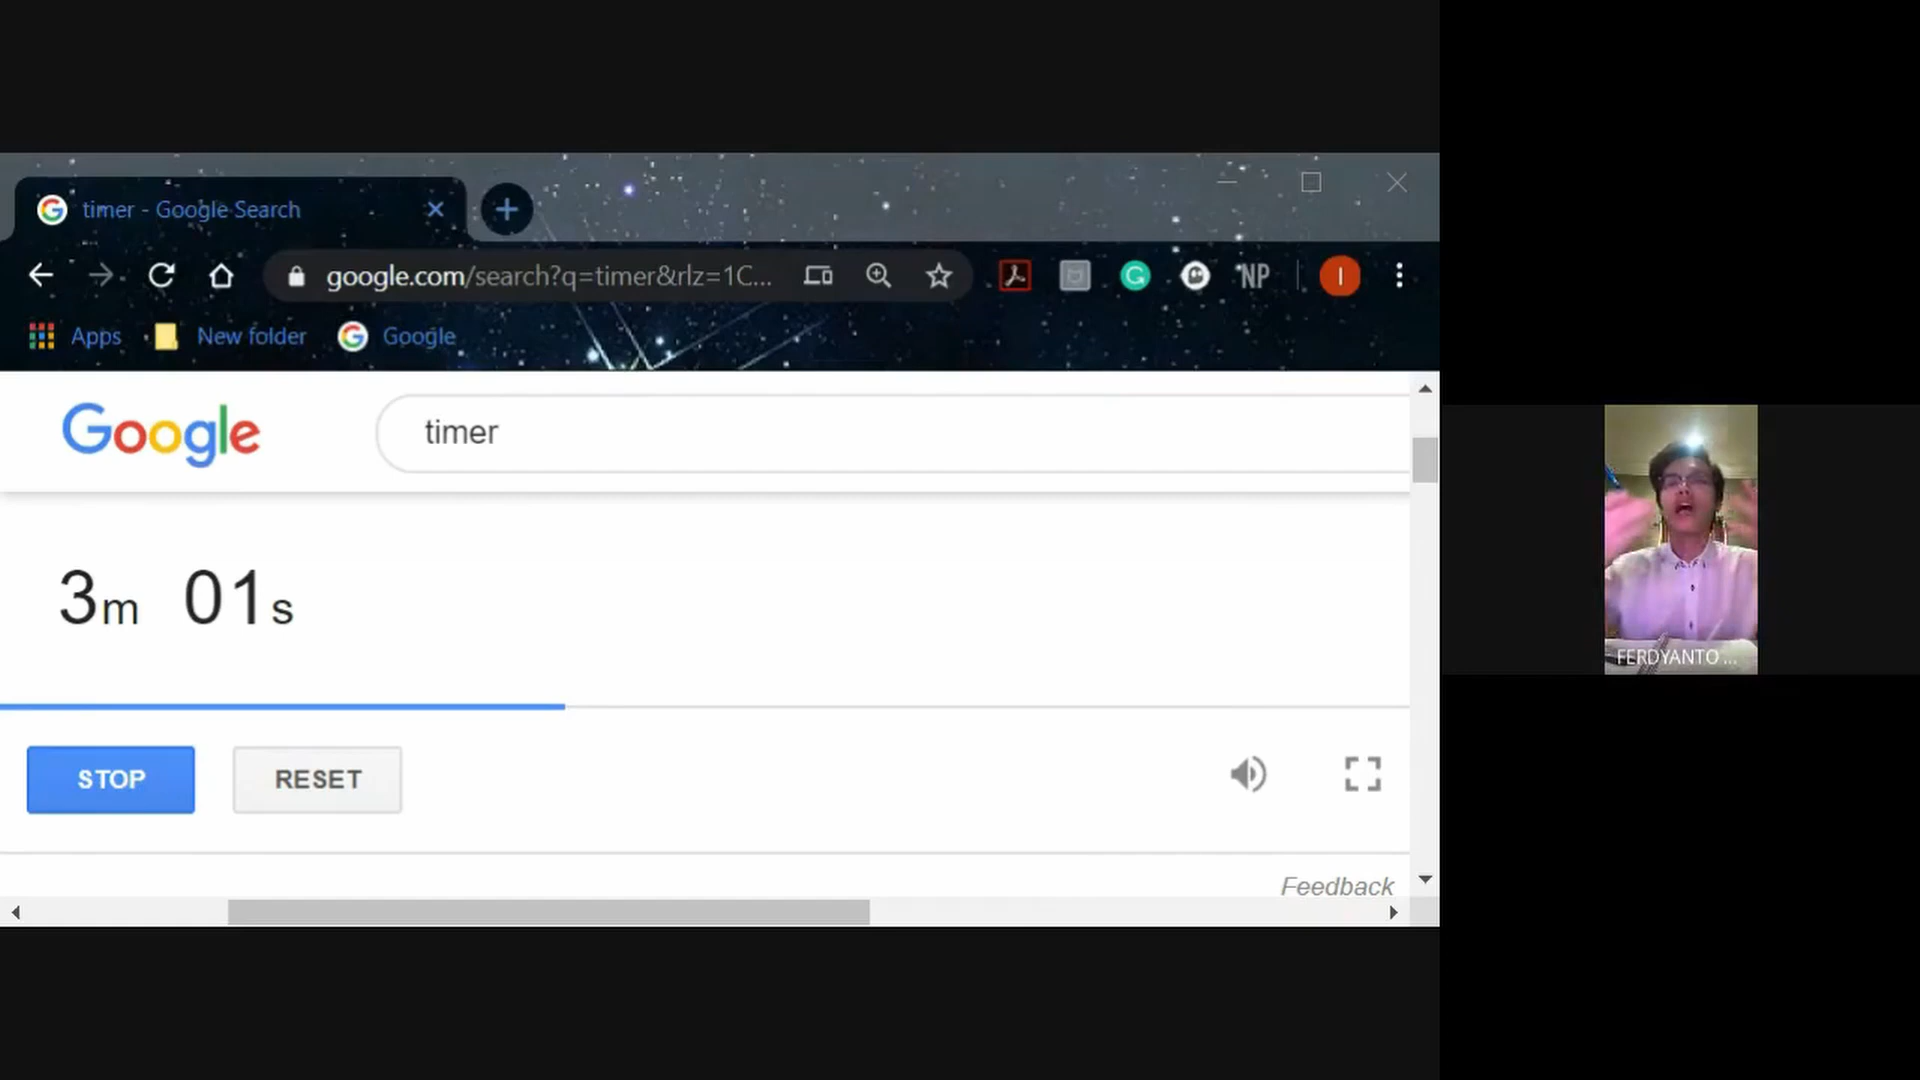 timer - Google Search
google.com/search?q=timer&rlz=1C...
NP
I
Apps
New folder
Google
Google
timer
3m 01s
STOP
RESET
Feedback
FERDYANTO ...